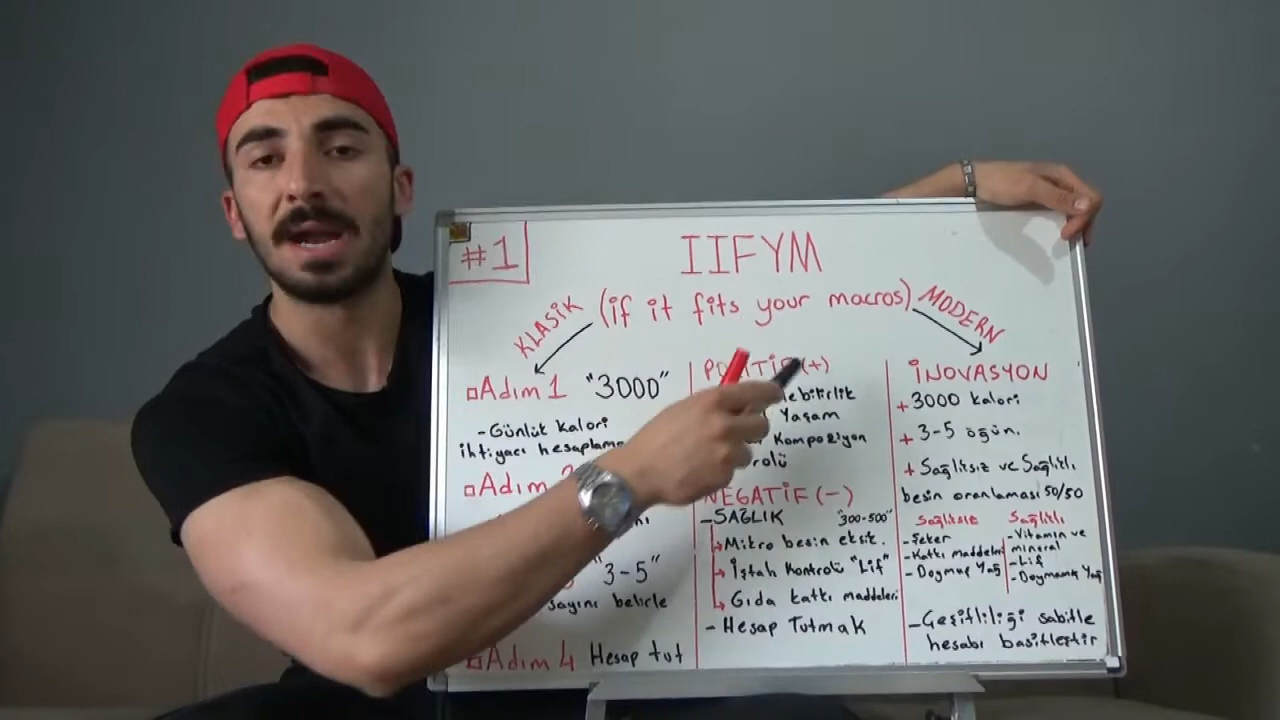 #1
IIFYM
(if it fits your macros)
KLASİK
MODERN
▫Adım 1 "3000"
- Günlük kalori
ihtiyacı hesaplama
▫Adım
"3-5"
sayını belirle
▫Adım 4 Hesap tut
(+)
Yaşam
Kompozisyon
NEGATİF (-)
- SAĞLIK "300-500"
Mikro besin eksik.
İştah Kontrolü "Lif"
Gıda katkı maddeleri
- Hesap Tutmak
İNOVASYON
+ 3000 kalori
+ 3-5 öğün.
+ Sağlıksız ve Sağlıklı
besin oranlaması 50/50
Sağlıksız
- Şeker
- Katkı maddeleri
- Doymuş Yağ
Sağlıklı
- Vitamin ve
mineral
- Lif
- Doymamış Yağ
- Çeşitliliği sabitle
hesabı basitleştir